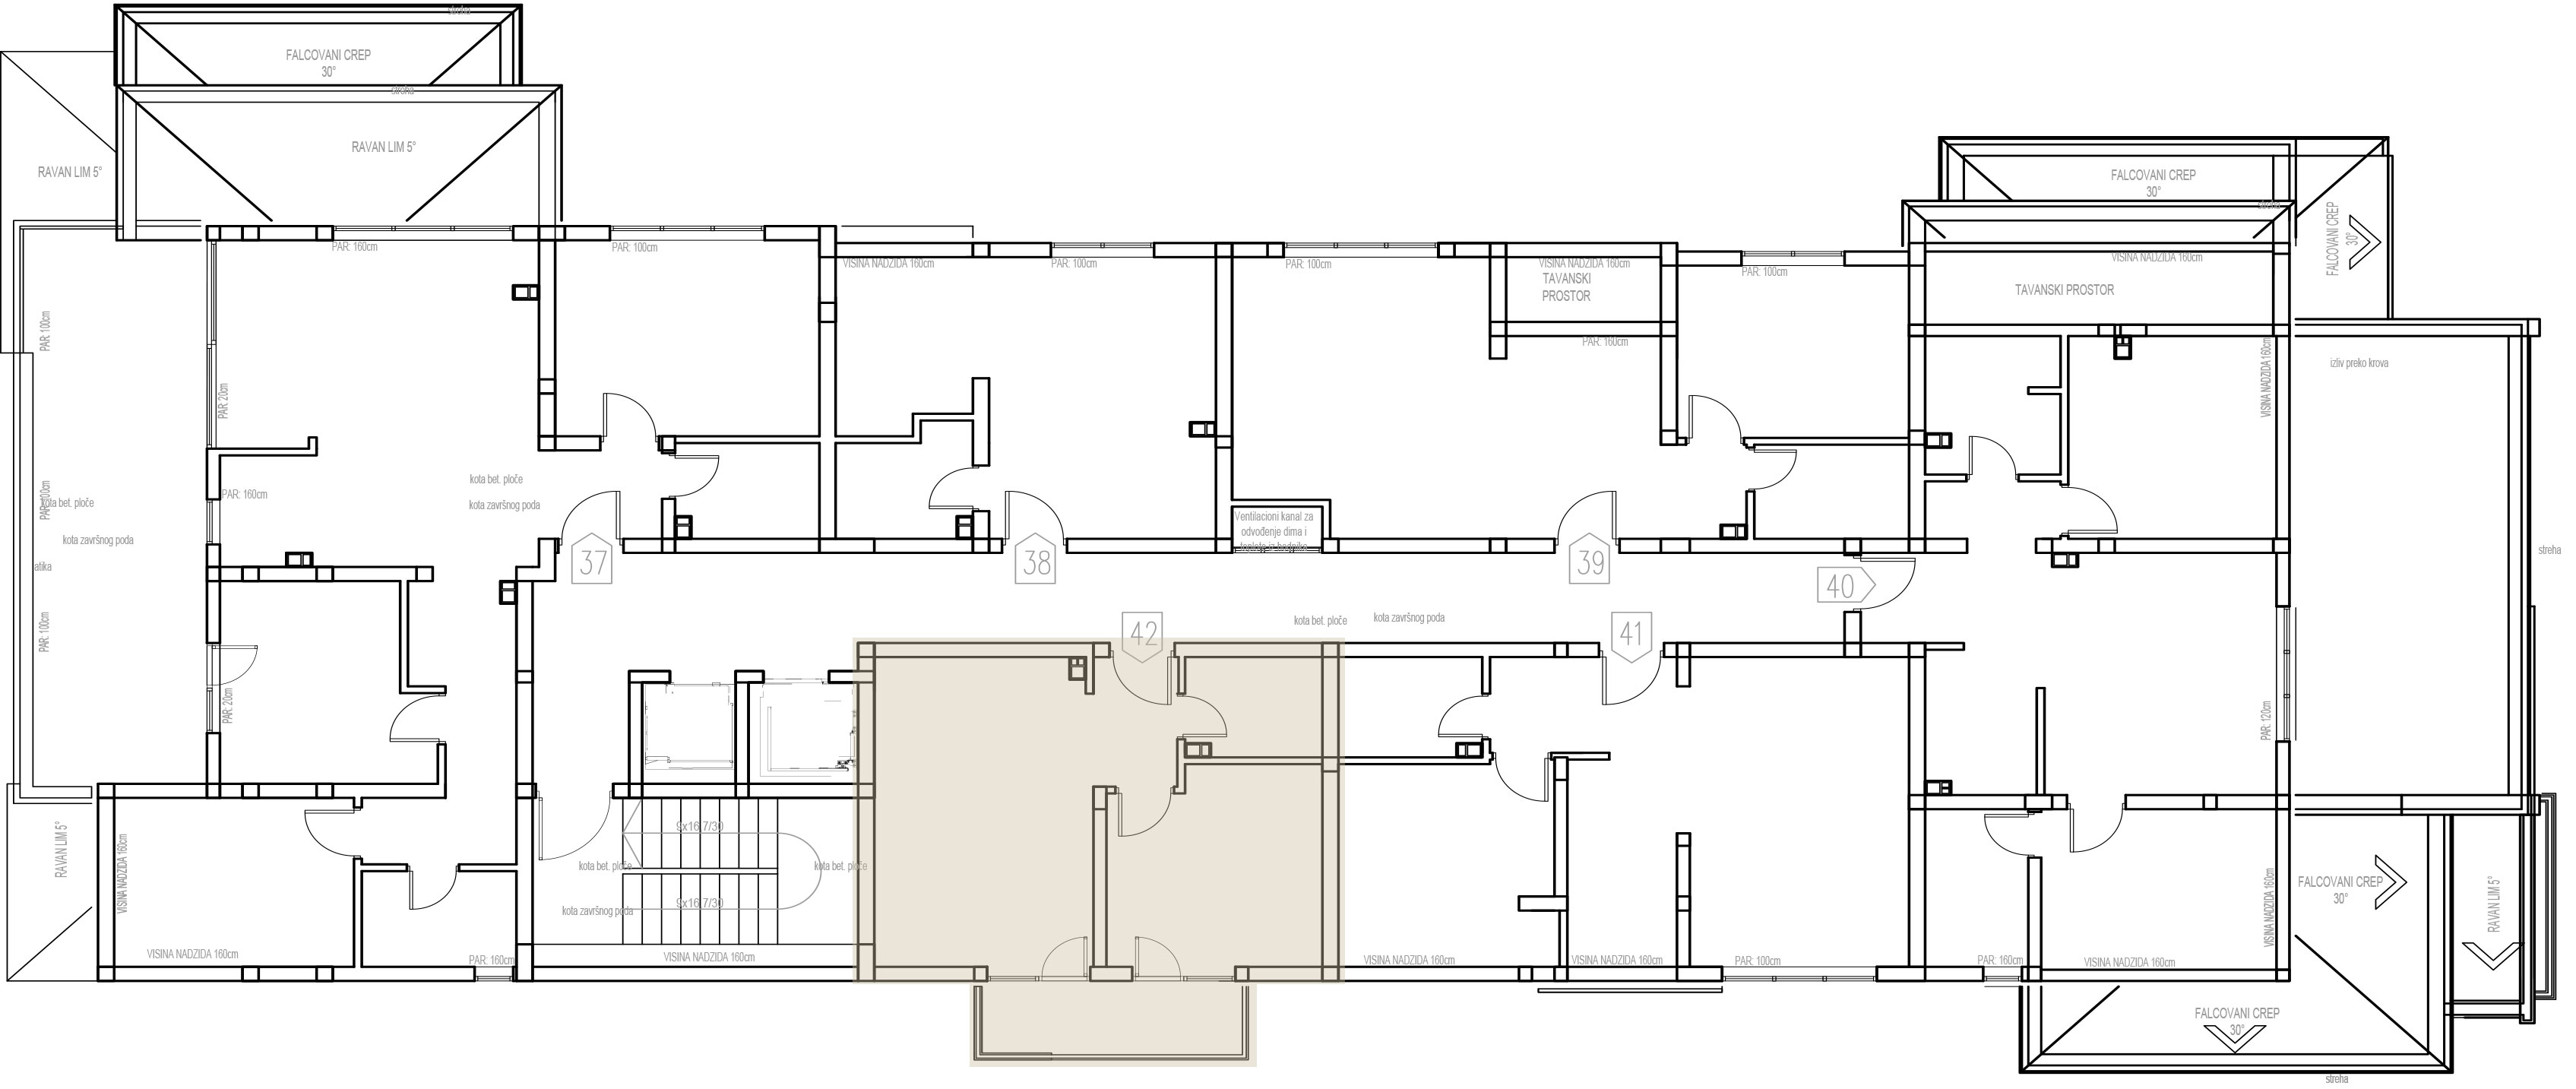 streha
FALCOVANI CREP
30°
streha
RAVAN LIM 5°
RAVAN LIM 5°
FALCOVANI CREP
30°
streha
FALCOVANI CREP
30°
PAR: 160cm
PAR: 100cm
VISINA NADZIDA 160cm
PAR: 100cm
PAR: 100cm
VISINA NADZIDA 160cm
TAVANSKI
PROSTOR
PAR: 100cm
VISINA NADZIDA 160cm
TAVANSKI PROSTOR
PAR: 100cm
PAR: 20cm
PAR: 160cm
VISINA NADZIDA 160cm
izliv preko krova
kota bet. ploče
kota završnog poda
PAR: 160cm
PAR: 100cm
kota bet. ploče
kota završnog poda
Ventilacioni kanal za
odvođenje dima i
atika
37
38
39
40
streha
PAR: 100cm
42
kota bet. ploče
kota završnog poda
41
PAR: 20cm
PAR: 120cm
RAVAN LIM 5°
VISINA NADZIDA 160cm
9x16,7/30
kota bet. ploče
kota bet. ploče
9x16,7/30
kota završnog poda
FALCOVANI CREP
30°
VISINA NADZIDA 160cm
RAVAN LIM 5°
VISINA NADZIDA 160cm
PAR: 160cm
VISINA NADZIDA 160cm
VISINA NADZIDA 160cm
VISINA NADZIDA 160cm
PAR: 100cm
PAR: 160cm
VISINA NADZIDA 160cm
FALCOVANI CREP
30°
streha